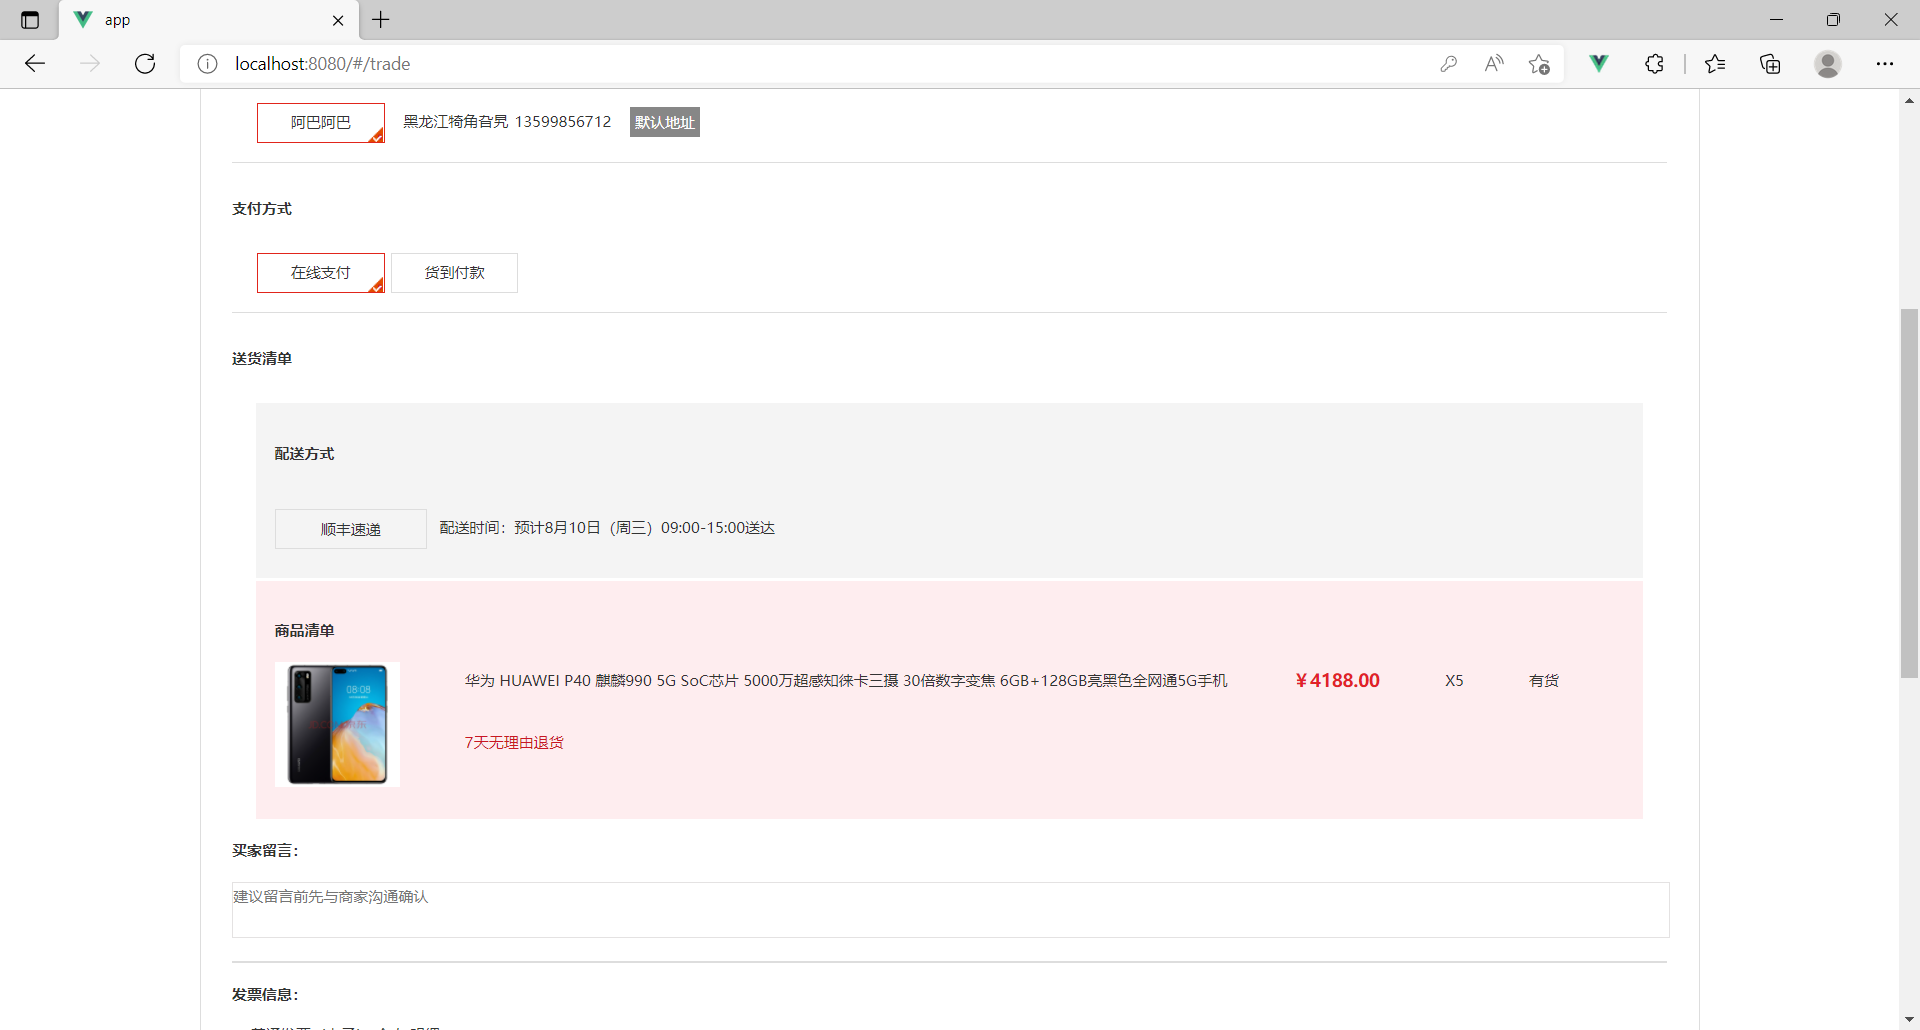 app
localhost:8080/#/trade
阿巴阿巴 黑龙江犄角旮旯 13599856712 默认地址
支付方式
在线支付 货到付款
送货清单
配送方式
顺丰速递 配送时间：预计8月10日（周三）09:00-15:00送达
商品清单
08:08
华为 HUAWEI P40 麒麟990 5G SoC芯片 5000万超感知徕卡三摄 30倍数字变焦 6GB+128GB亮黑色全网通5G手机 ￥4188.00 X5 有货
7天无理由退货
买家留言：
建议留言前先与商家沟通确认
发票信息：